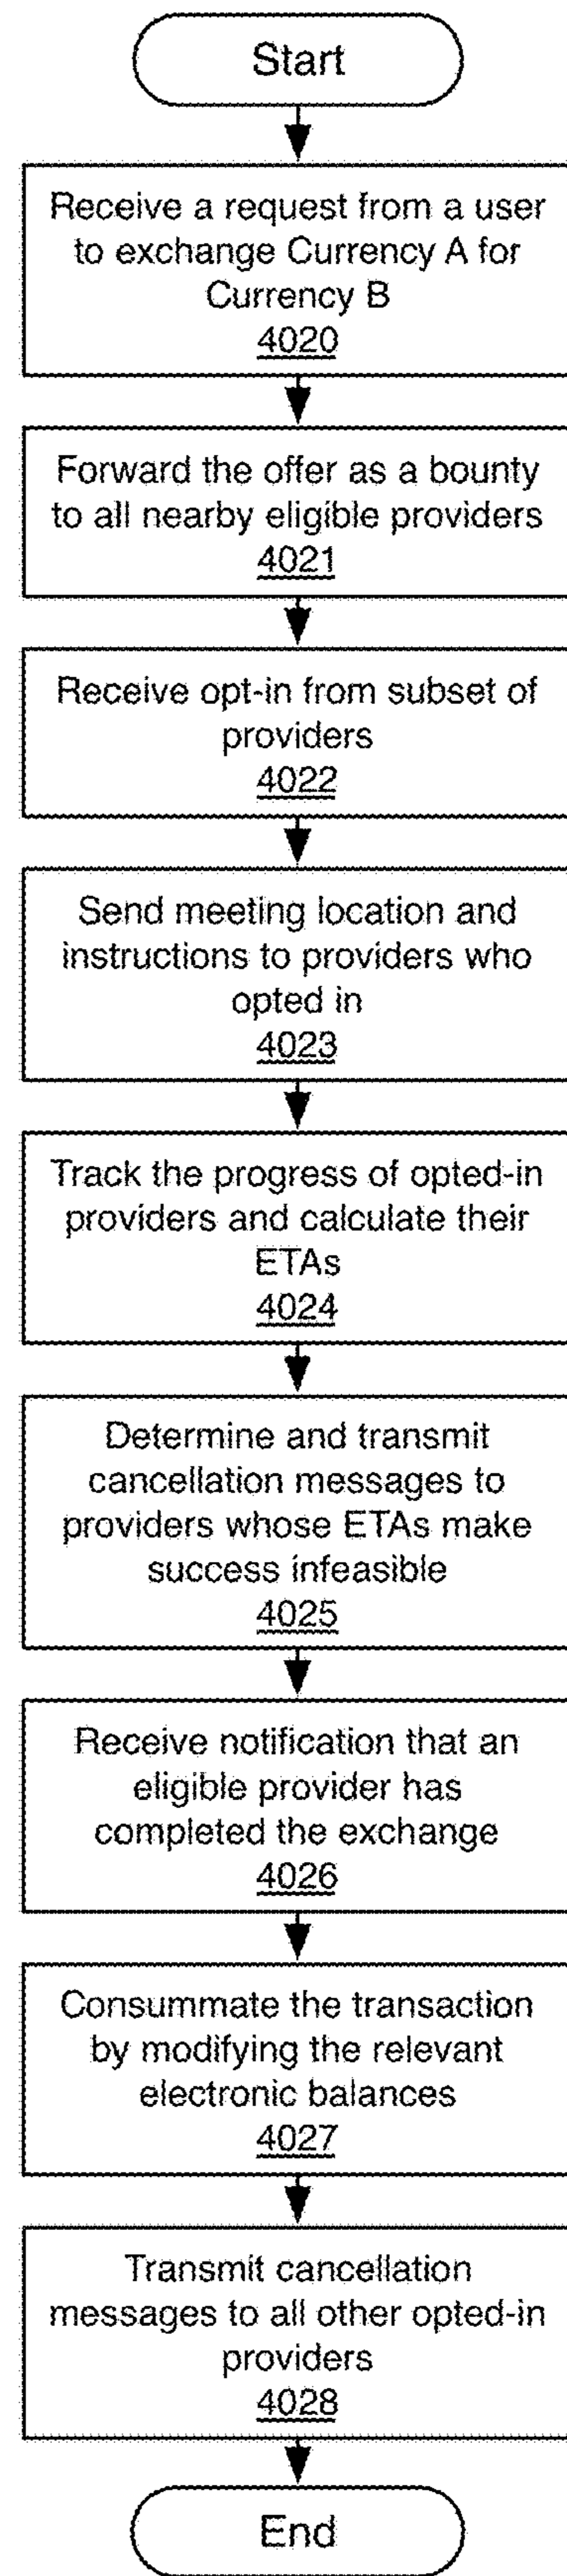 Start
Receive a request from a user
to exchange Currency A for
Currency B
4020
Forward the offer as a bounty
to all nearby eligible providers
4021
Receive opt-in from subset of
providers
4022
Send meeting location and
instructions to providers who
opted in
4023
Track the progress of opted-in
providers and calculate their
ETAs
4024
Determine and transmit
cancellation messages to
providers whose ETAs make
success infeasible
4025
Receive notification that an
eligible provider has
completed the exchange
4026
Consummate the transaction
by modifying the relevant
electronic balances
4027
Transmit cancellation
messages to all other opted-in
providers
4028
End